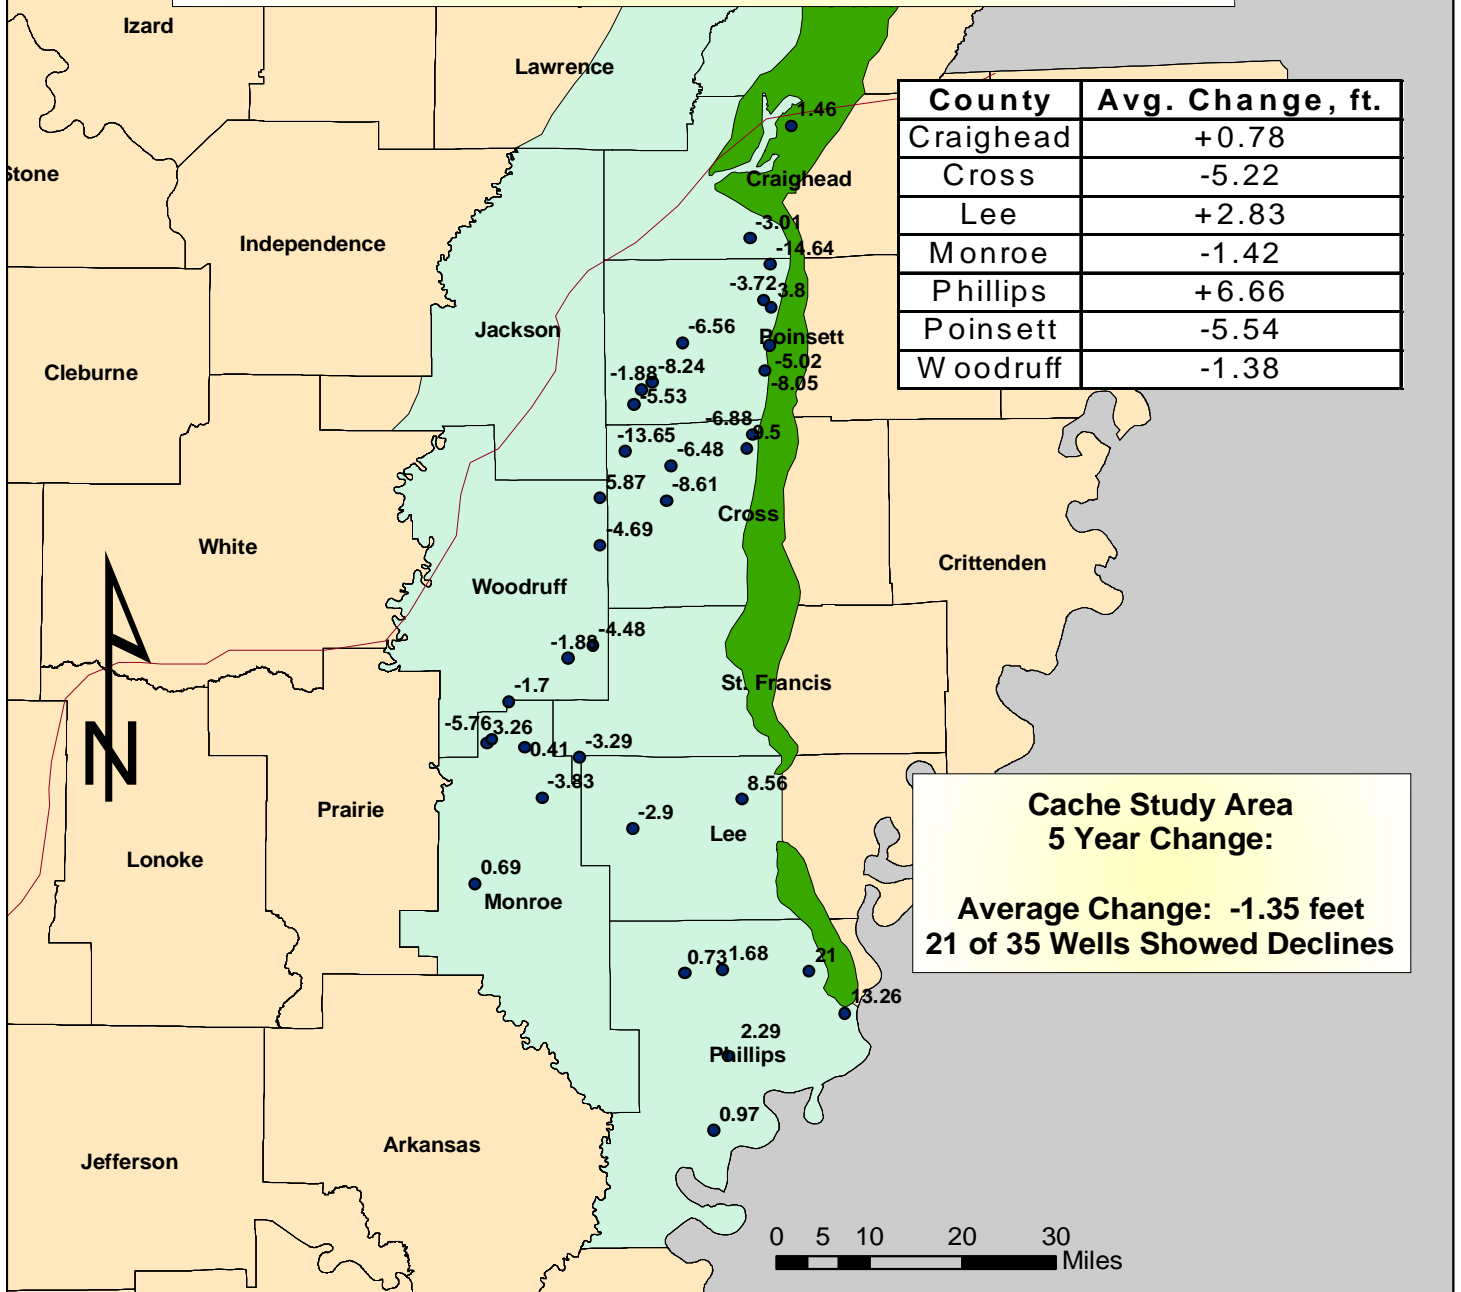 Izard
Lawrence
1.46
County Avg. Change, ft.
Craighead +0.78
Cross -5.22
Lee +2.83
Monroe -1.42
Phillips +6.66
Poinsett -5.54
Woodruff -1.38
Stone
Craighead
Independence
-3.01
-14.64
-3.72
3.8
Jackson
-6.56
Poinsett
Cleburne
-1.88
-8.24
-5.02
-8.05
-5.53
-6.88
9.5
-13.65
-6.48
5.87
-8.61
Cross
-4.69
White
Crittenden
Woodruff
-4.48
-1.88
St. Francis
-1.7
-5.76
3.26
0.41
-3.29
N
-3.83
8.56
Prairie
-2.9
Lee
Cache Study Area
5 Year Change:
Average Change: -1.35 feet
21 of 35 Wells Showed Declines
Lonoke
0.69
Monroe
0.73
1.68
21
13.26
2.29
Phillips
0.97
Arkansas
Jefferson
0 5 10 20 30
Miles